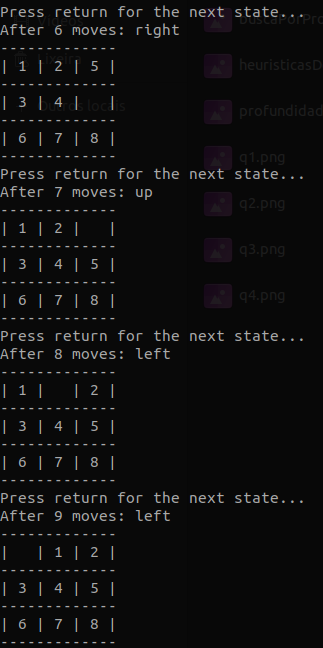 Press return for the next state...
After 6 moves: right
-------------
| 1 | 2 | 5 |
-------------
| 3 | 4 |   |
-------------
| 6 | 7 | 8 |
-------------
Press return for the next state...
After 7 moves: up
-------------
| 1 | 2 |   |
-------------
| 3 | 4 | 5 |
-------------
| 6 | 7 | 8 |
-------------
Press return for the next state...
After 8 moves: left
-------------
| 1 |   | 2 |
-------------
| 3 | 4 | 5 |
-------------
| 6 | 7 | 8 |
-------------
Press return for the next state...
After 9 moves: left
-------------
|   | 1 | 2 |
-------------
| 3 | 4 | 5 |
-------------
| 6 | 7 | 8 |
-------------
Outros locais
buscaPorPro
heuristicasDa
profundidad
q1.png
q2.png
q3.png
q4.png